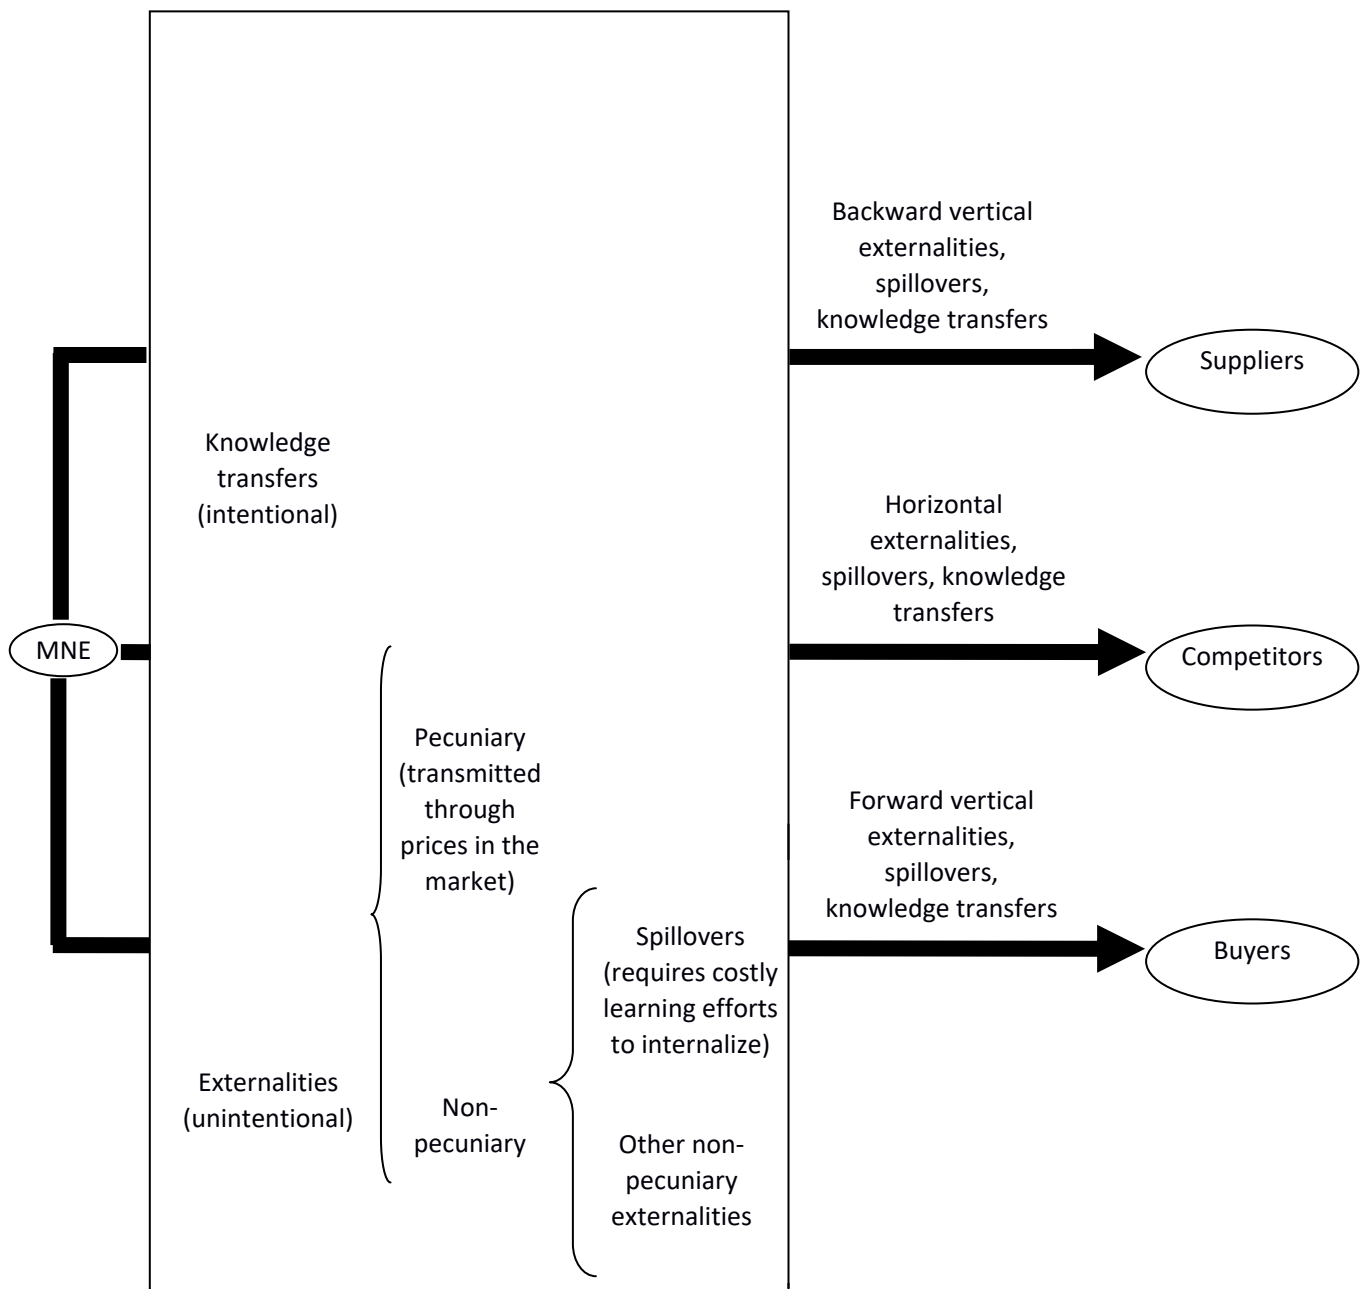 MNE
Knowledge
transfers
(intentional)
Externalities
(unintentional)
Pecuniary
(transmitted
through
prices in the
market)
Non-
pecuniary
Spillovers
(requires costly
learning efforts
to internalize)
Other non-
pecuniary
externalities
Backward vertical
externalities,
spillovers,
knowledge transfers
Suppliers
Horizontal
externalities,
spillovers, knowledge
transfers
Competitors
Forward vertical
externalities,
spillovers,
knowledge transfers
Buyers